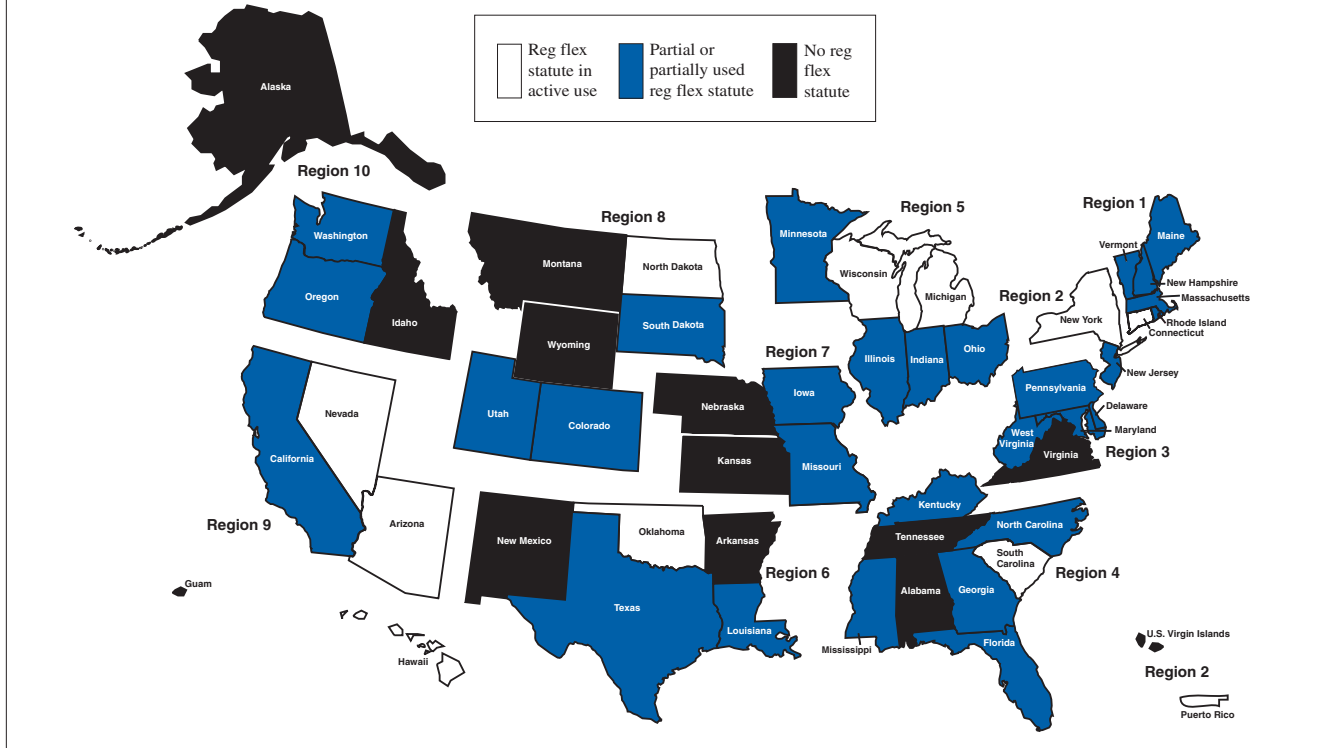 Reg flex
statute in
active use
Partial or
partially used
reg flex statute
No reg
flex
statute
Alaska
Region 10
Washington
Oregon
Idaho
Region 8
Montana
North Dakota
South Dakota
Wyoming
Utah
Colorado
Region 5
Minnesota
Wisconsin
Michigan
Illinois
Indiana
Ohio
Region 1
Maine
Vermont
New Hampshire
Massachusetts
Rhode Island
Connecticut
Region 2
New York
New Jersey
Region 7
Iowa
Nebraska
Kansas
Missouri
Pennsylvania
Delaware
Maryland
West
Virginia
Virginia
Region 3
Nevada
California
Arizona
Region 9
Guam
Hawaii
New Mexico
Oklahoma
Arkansas
Texas
Louisiana
Region 6
Kentucky
Tennessee
North Carolina
South
Carolina
Region 4
Alabama
Georgia
Mississippi
Florida
U.S. Virgin Islands
Region 2
Puerto Rico